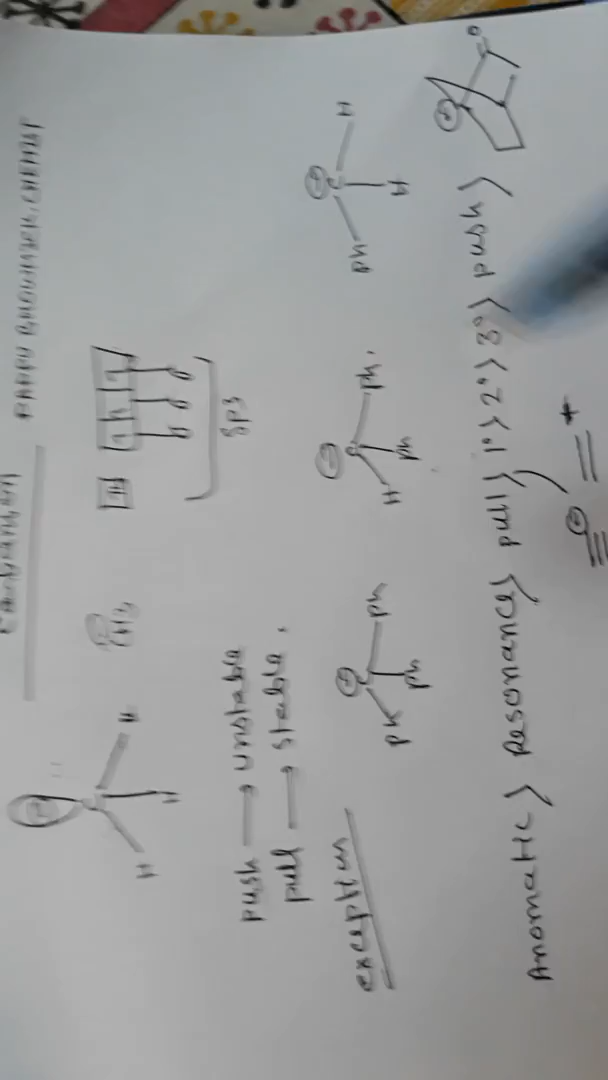 CH3
SP3
H
H
H
push → unstable
pull → stable.
exception
ph
ph
ph
H
ph
ph.
ph
H
H
Aromatic > Resonance > pull > 1° > 2° > 3° > push >